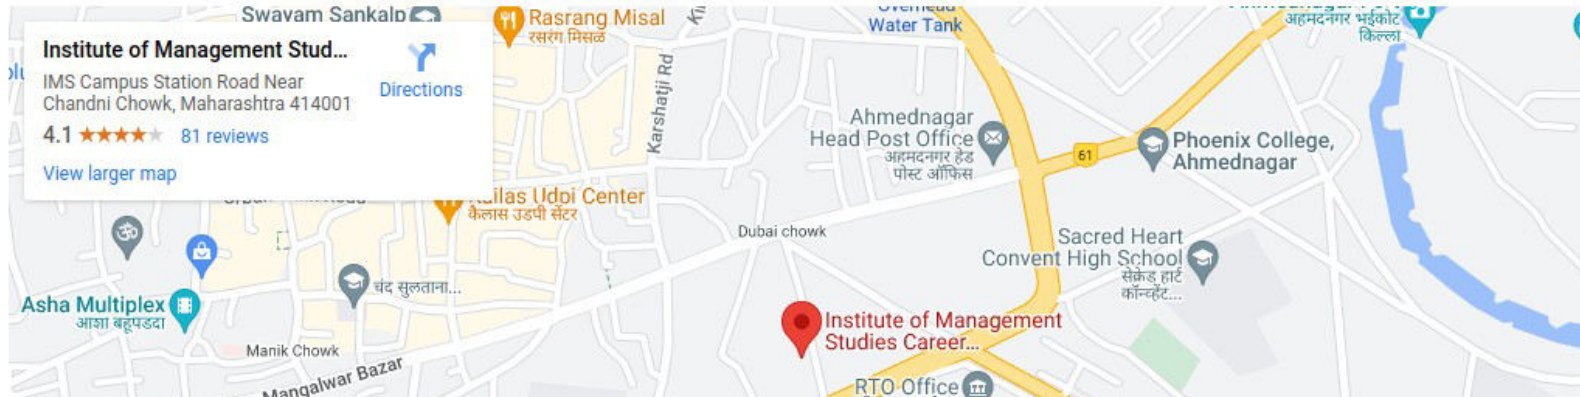 Institute of Management Stud...
IMS Campus Station Road Near
Chandni Chowk, Maharashtra 414001
4.1
81 reviews
View larger map
Directions
Swayam Sankalp
Rasrang Misal
रसरंग मिसळ
Overhead
Water Tank
अहमदनगर भुईकोट
किल्ला
Karshatji Rd
Ahmednagar
Head Post Office
अहमदनगर हेड
पोस्ट ऑफिस
61
Phoenix College,
Ahmednagar
Kailas Udpi Center
कैलास उडपी सेंटर
Dubai chowk
Sacred Heart
Convent High School
सेक्रेड हार्ट
कॉन्व्हेंट...
चंद सुलताना...
Asha Multiplex
आशा बहूपडदा
Institute of Management
Studies Career...
Manik Chowk
Mangalwar Bazar
RTO Office